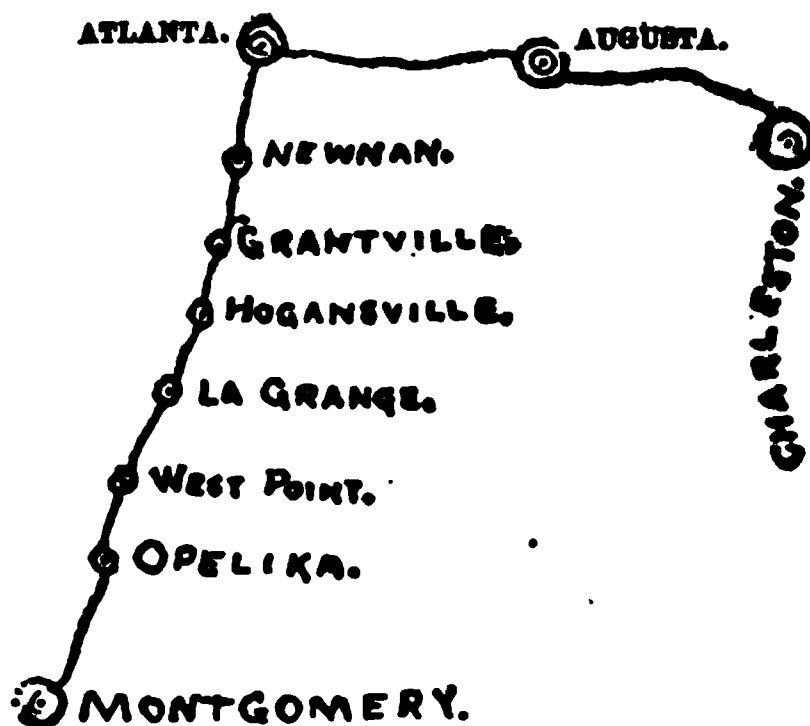 ATLANTA.
AUGUSTA.
NEWNAN.
GRANTVILLE.
HOGANSVILLE.
LA GRANGE.
WEST POINT.
OPELIKA.
MONTGOMERY.
CHARLESTON.